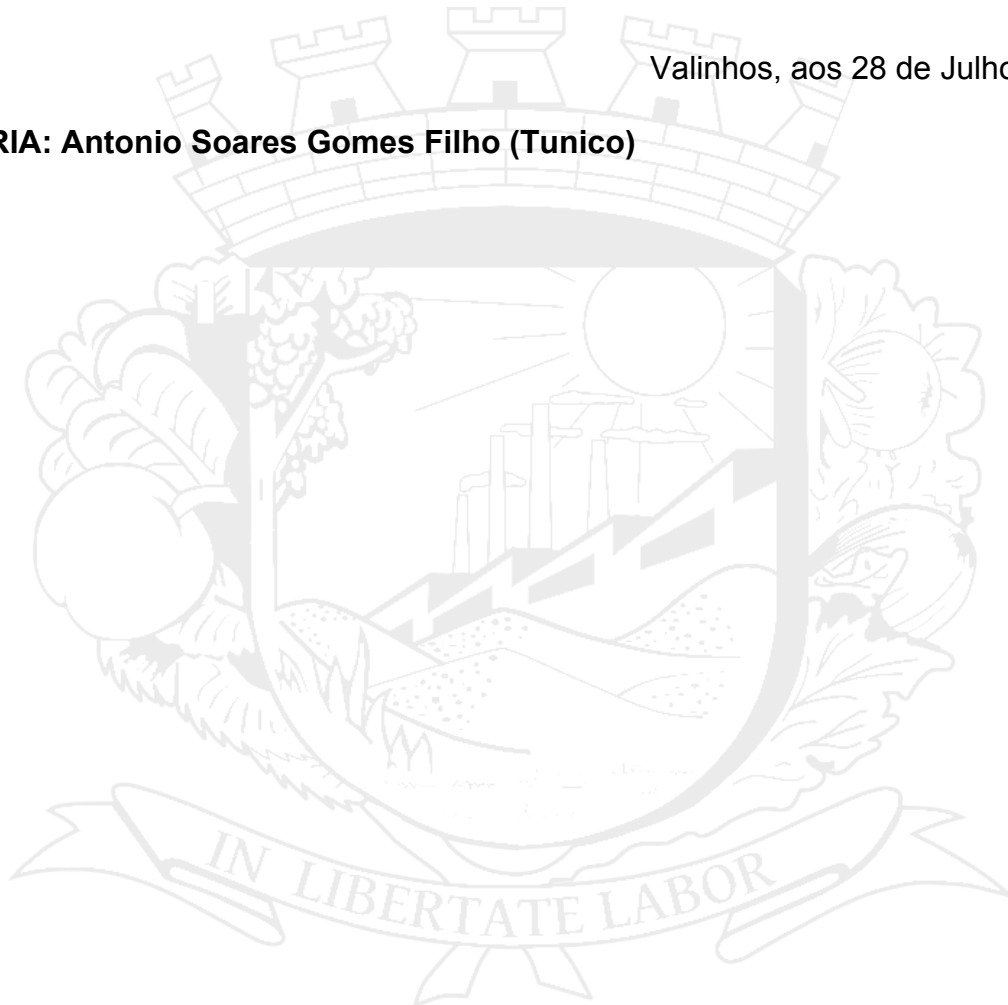 Valinhos, aos 28 de Julho
RIA: Antonio Soares Gomes Filho (Tunico)
IN LIBERTATE LABOR